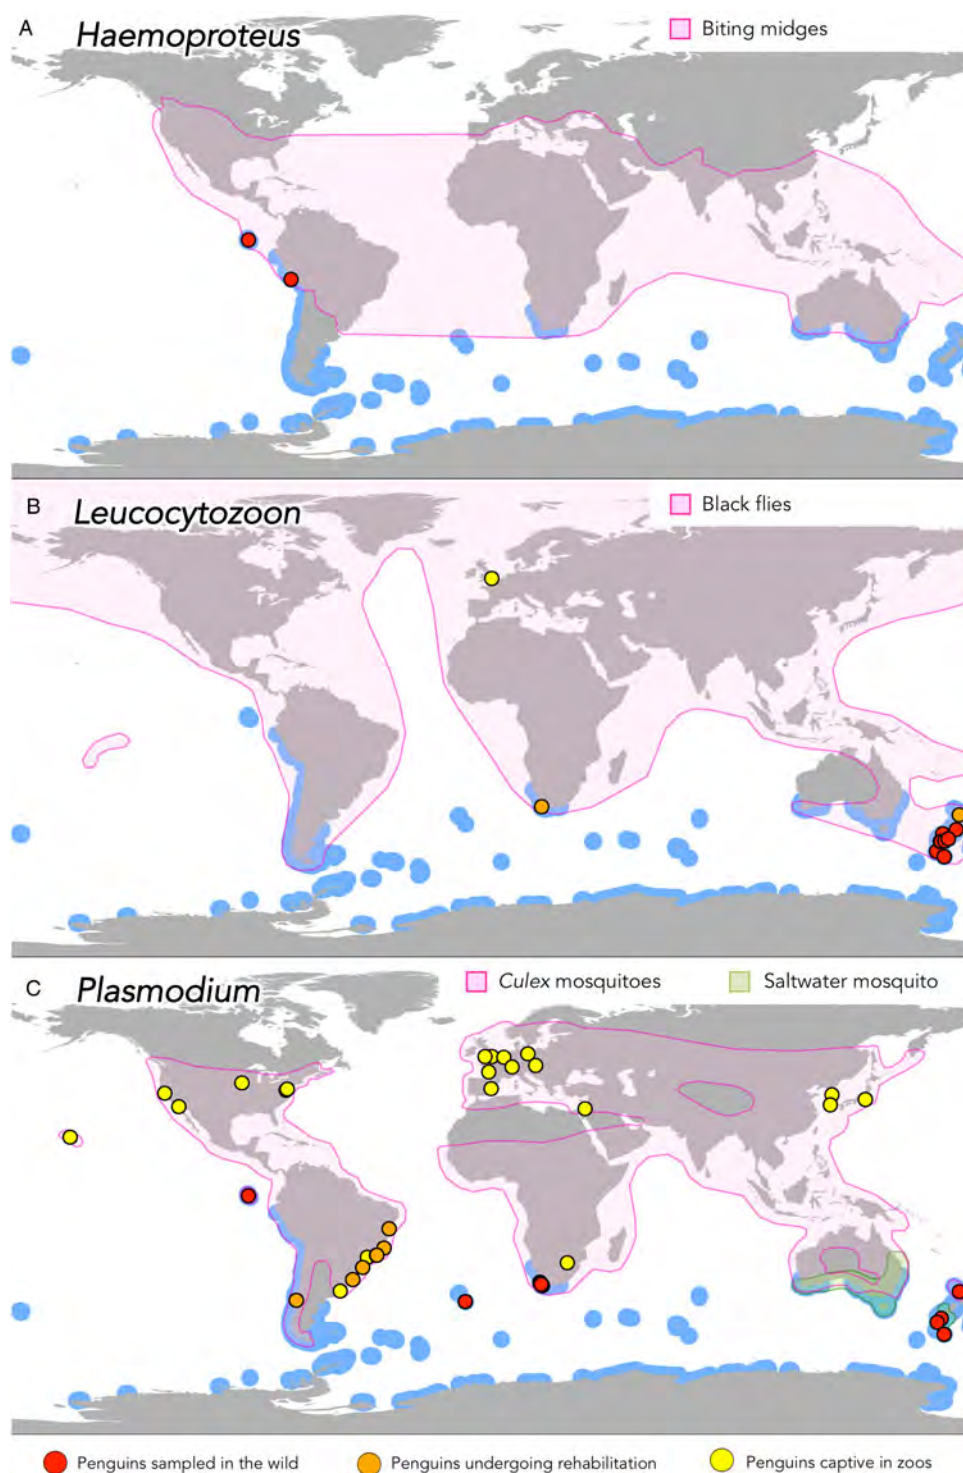 A
Haemoproteus
Biting midges
B
Leucocytozoon
Black flies
C
Plasmodium
Culex mosquitoes
Saltwater mosquito
Penguins sampled in the wild
Penguins undergoing rehabilitation
Penguins captive in zoos